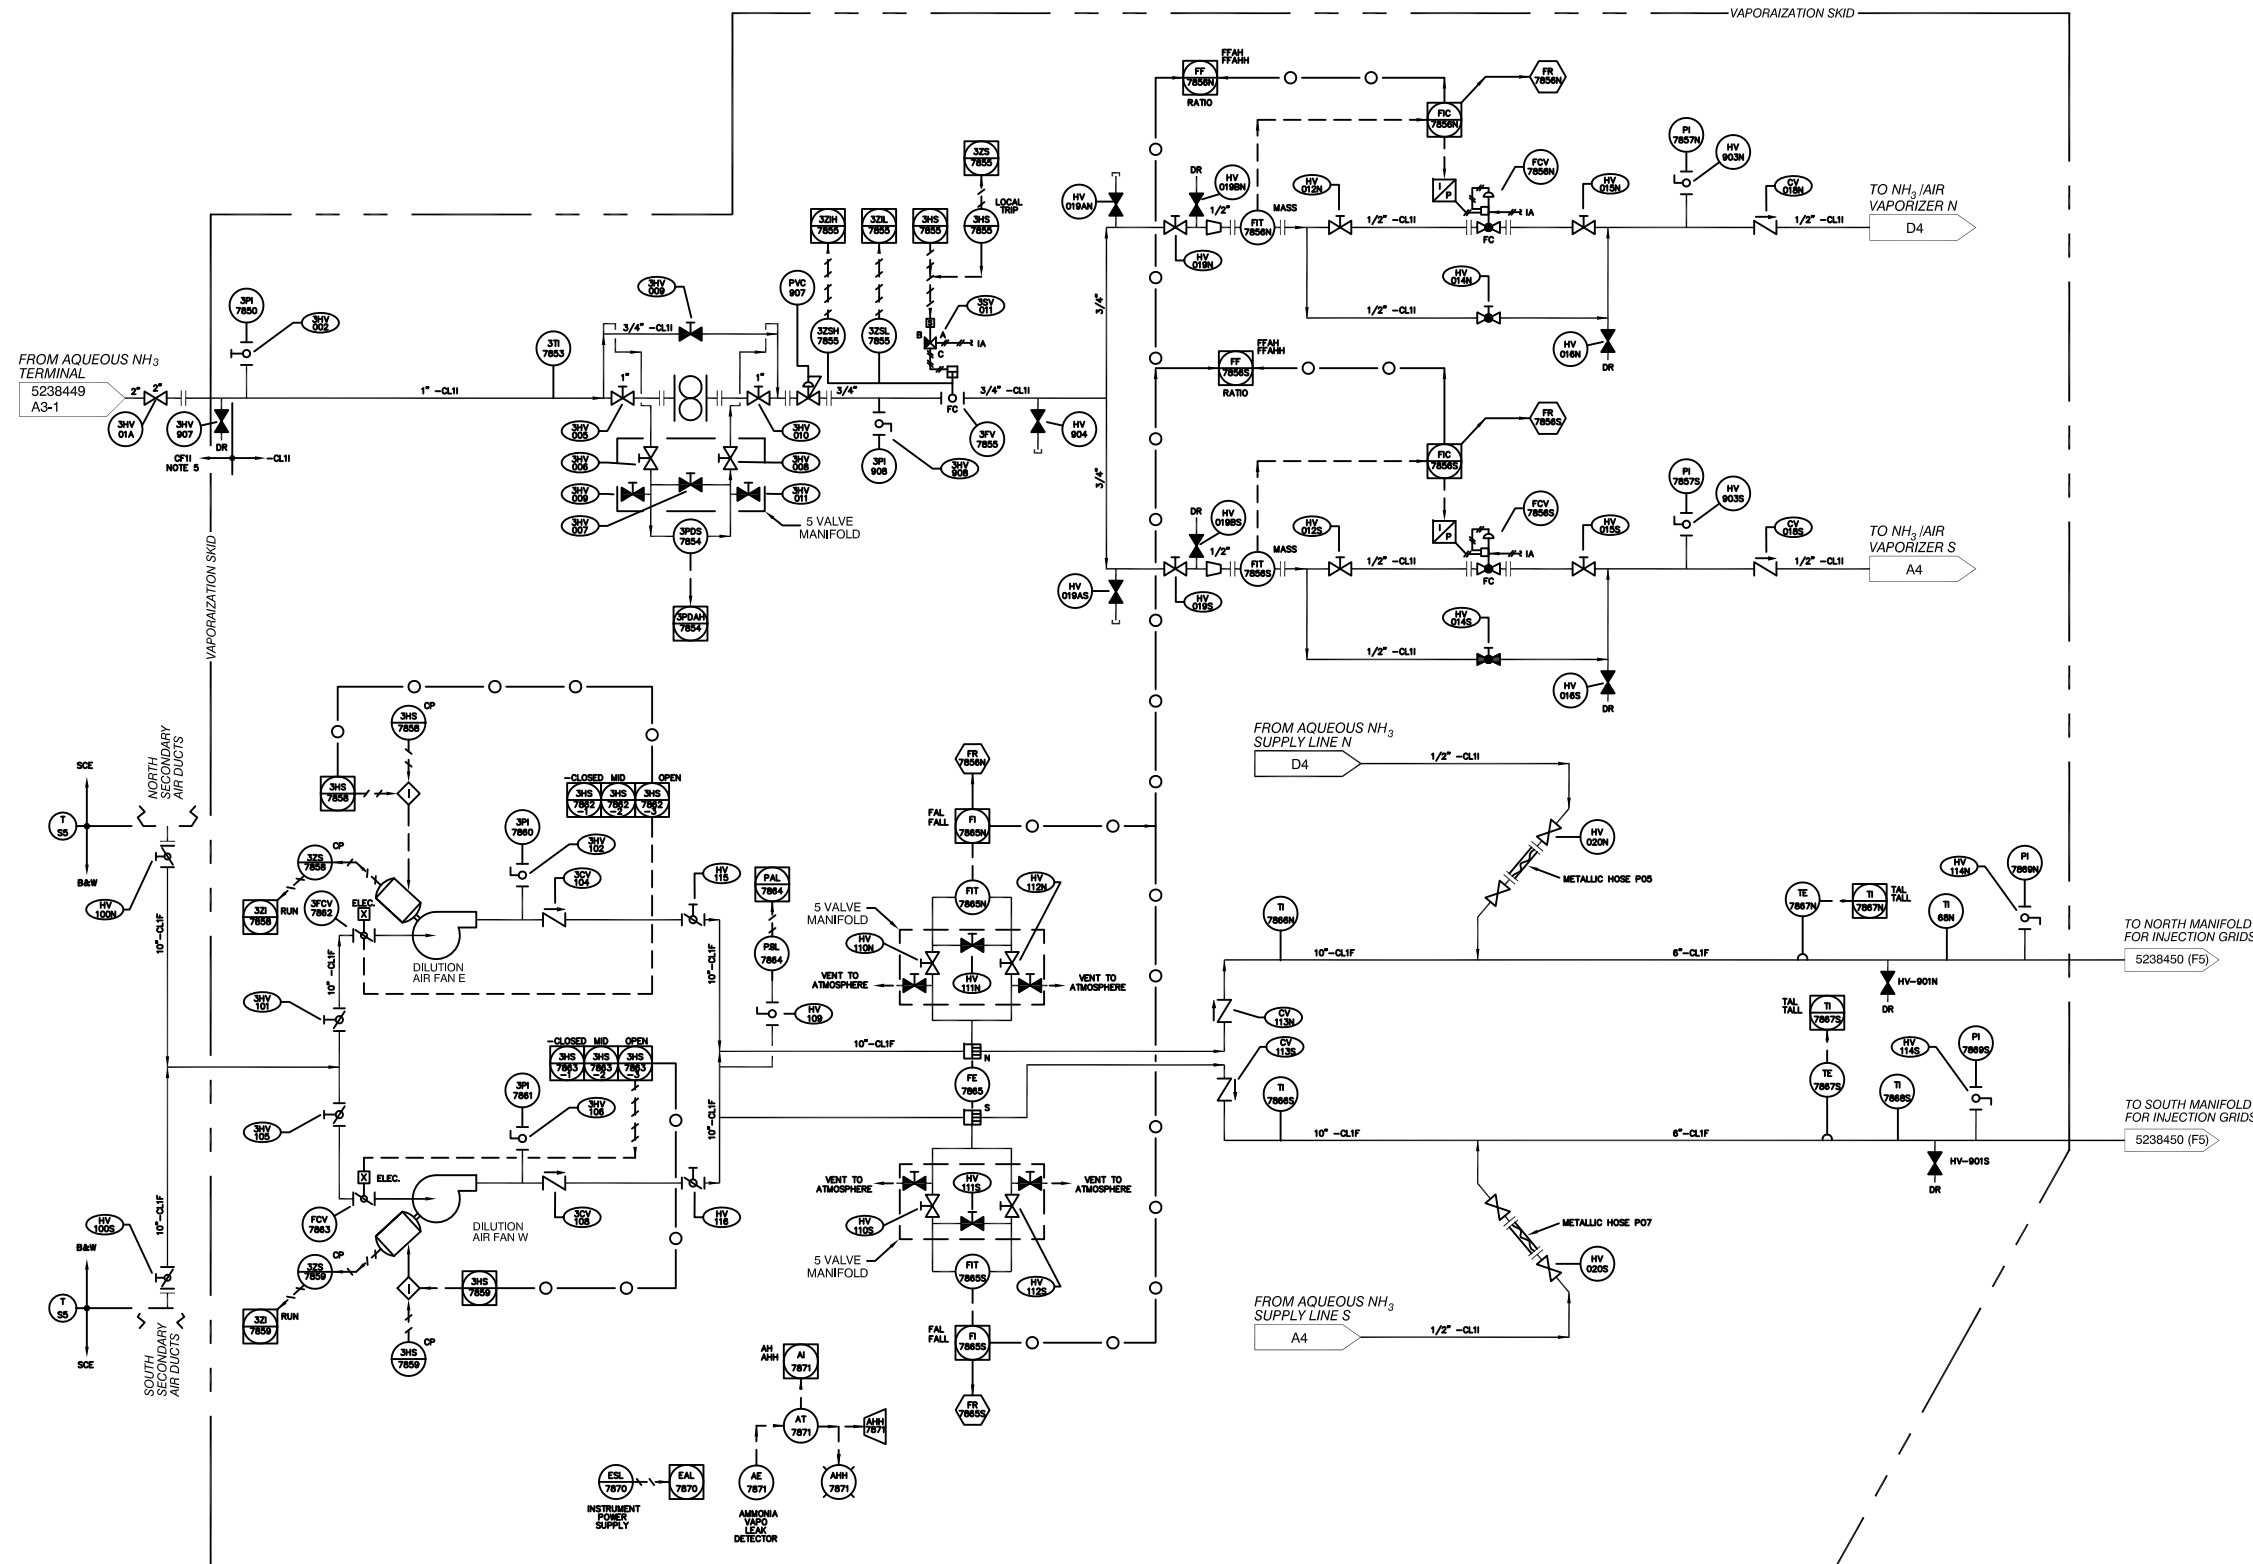 VAPORAIZATION SKID
FFAH
FFAHH
FF
7856N
RATIO
FR
7856N
FIC
7856N
3ZS
7855
LOCAL
TRIP
3ZIH
7855
3ZIL
7855
3HS
7855
3HS
7855
HV
019AN
DR
HV
019BN
1/2"
FIT
7856N
MASS
HV
012N
I
P
FCV
7856N
IA
FC
HV
015N
PI
7857N
HV
903N
CV
018N
TO NH3 /AIR
VAPORIZER N
D4
1/2" -CL1I
1/2" -CL1I
1/2" -CL1I
HV
019N
HV
014N
1/2" -CL1I
HV
016N
DR
3PI
7850
3HV
002
3HV
009
PVC
907
3/4" -CL1I
3TI
7853
3ZSH
7855
3ZSL
7855
3SV
011
B
A
C
IA
FROM AQUEOUS NH3
TERMINAL
5238449
A3-1
2"
2"
3HV
01A
3HV
907
DR
CF1I
NOTE 5
-CL1I
1" -CL1I
1"
1"
3/4"
3/4" -CL1I
FC
3HV
005
3HV
010
3HV
006
3HV
008
3HV
009
3HV
011
3HV
007
5 VALVE
MANIFOLD
3PDS
7854
3PDAH
7854
3PI
908
3HV
908
3FV
7855
HV
904
3/4"
3/4"
VAPORAIZATION SKID
FFAH
FFAHH
FF
7856S
RATIO
FR
7856S
FIC
7856S
DR
HV
019BS
1/2"
FIT
7856S
MASS
HV
019AS
HV
019S
HV
012S
I
P
FCV
7856S
IA
FC
HV
015S
PI
7857S
HV
903S
CV
018S
TO NH3 /AIR
VAPORIZER S
A4
1/2" -CL1I
1/2" -CL1I
1/2" -CL1I
HV
014S
1/2" -CL1I
HV
016S
DR
NORTH
SECONDARY
AIR DUCTS
SCE
T
S5
B&W
HV
100N
10"-CL1F
3HS
7858
CP
3HS
7858
I
-CLOSED MID OPEN
3HS
7862
-1
3HS
7862
-2
3HS
7862
-3
3ZS
7858
CP
3ZI
7858
RUN
3FCV
7862
ELEC.
X
DILUTION
AIR FAN E
3PI
7860
3HV
102
3CV
104
HV
115
10"-CL1F
3HV
101
3HV
105
10"-CL1F
PAL
7864
PSL
7864
HV
109
FR
7856N
FAL
FALL
FI
7865N
FIT
7865N
5 VALVE
MANIFOLD
HV
112N
HV
110N
HV
111N
VENT TO
ATMOSPHERE
VENT TO
ATMOSPHERE
10"-CL1F
N
FE
7865
S
FROM AQUEOUS NH3
SUPPLY LINE N
D4
1/2" -CL1I
HV
020N
METALLIC HOSE P05
TI
7866N
10"-CL1F
CV
113N
CV
113S
TI
7866S
TE
7867N
TI
7867N
TAL
TALL
TI
68N
HV
114N
PI
7869N
6"-CL1F
HV-901N
DR
TO NORTH MANIFOLD
FOR INJECTION GRIDS
5238450 (F5)
TAL
TALL
TI
7867S
TE
7867S
TI
7868S
HV
114S
PI
7869S
10" -CL1F
6"-CL1F
HV-901S
DR
TO SOUTH MANIFOLD
FOR INJECTION GRIDS
5238450 (F5)
-CLOSED MID OPEN
3HS
7863
-1
3HS
7863
-2
3HS
7863
-3
3PI
7861
3HV
106
10"-CL1F
X
ELEC.
FCV
7863
DILUTION
AIR FAN W
3CV
108
HV
116
CP
3ZS
7859
3ZI
7859
RUN
I
3HS
7859
3HS
7859
CP
HV
100S
10"-CL1F
B&W
T
S5
SCE
SOUTH
SECONDARY
AIR DUCTS
VENT TO
ATMOSPHERE
HV
111S
VENT TO
ATMOSPHERE
HV
110S
5 VALVE
MANIFOLD
HV
112S
FIT
7865S
FAL
FALL
FI
7865S
FR
7865S
METALLIC HOSE P07
HV
020S
FROM AQUEOUS NH3
SUPPLY LINE S
A4
1/2" -CL1I
AH
AHH
AI
7871
AT
7871
AHH
7871
ESL
7870
EAL
7870
INSTRUMENT
POWER
SUPPLY
AE
7871
AHH
7871
AMMONIA
VAPO
LEAK
DETECTOR